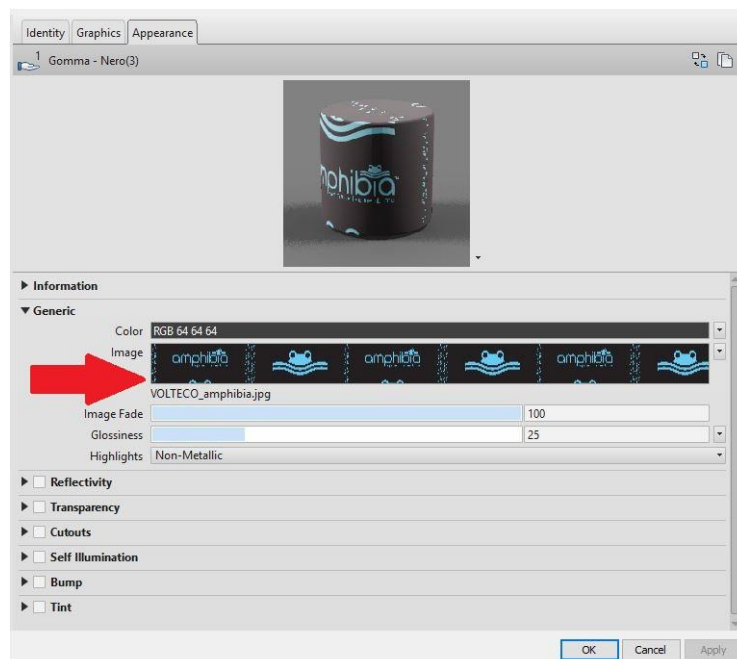 Identity Graphics Appearance
1 Gomma - Nero(3)
amphibia
Information
Generic
Color RGB 64 64 64
Image amphibia amphibia amphibia
VOLTECO_amphibia.jpg
Image Fade 100
Glossiness 25
Highlights Non-Metallic
Reflectivity
Transparency
Cutouts
Self Illumination
Bump
Tint
OK Cancel Apply